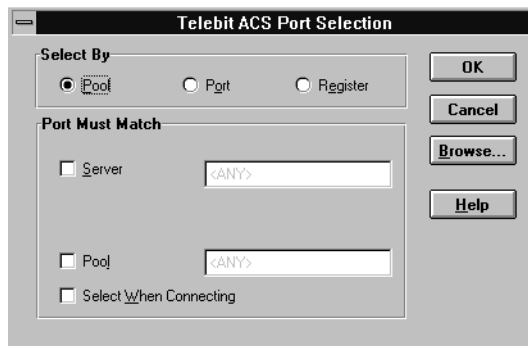 Telebit ACS Port Selection
Select By
Pool
Port
Register
OK
Cancel
Browse...
Help
Port Must Match
Server
<ANY>
Pool
<ANY>
Select When Connecting